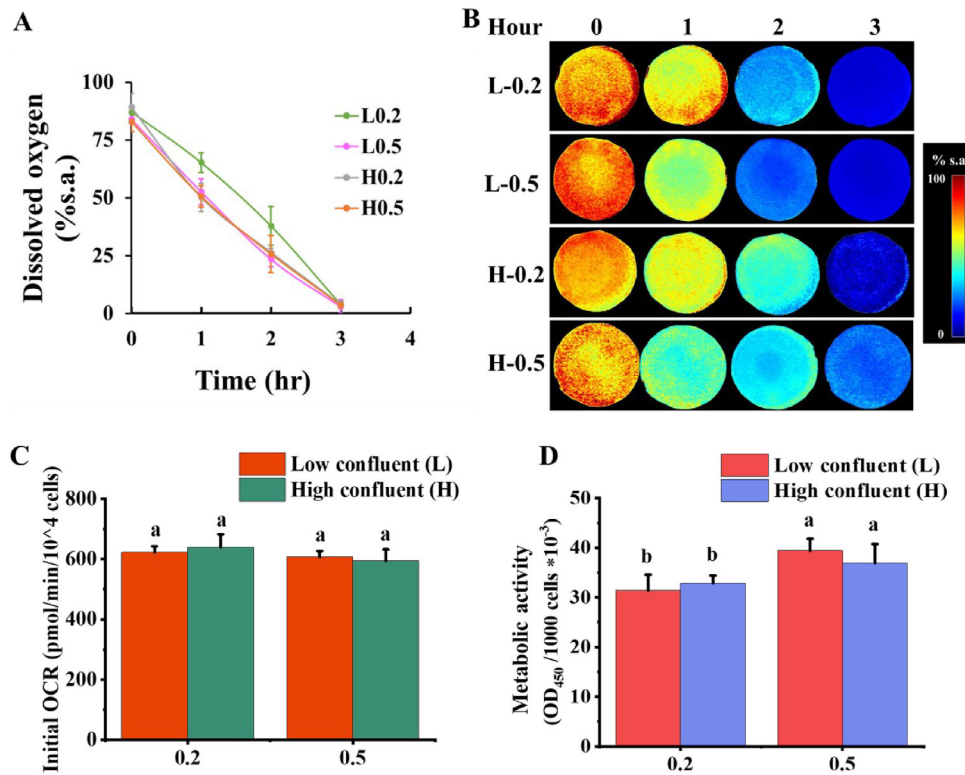 A
Dissolved oxygen
(%s.a.)
100
75
50
25
0
0 1 2 3 4
Time (hr)
L0.2
L0.5
H0.2
H0.5
B
Hour 0 1 2 3
L-0.2
L-0.5
H-0.2
H-0.5
% s.a
100
0
C
Low confluent (L)
High confluent (H)
Initial OCR (pmol/min/10^4 cells)
800
600
400
200
0
a a a a
0.2 0.5
D
Low confluent (L)
High confluent (H)
Metabolic activity
(OD450 /1000 cells *10-3)
50
40
30
20
10
0
b b a a
0.2 0.5